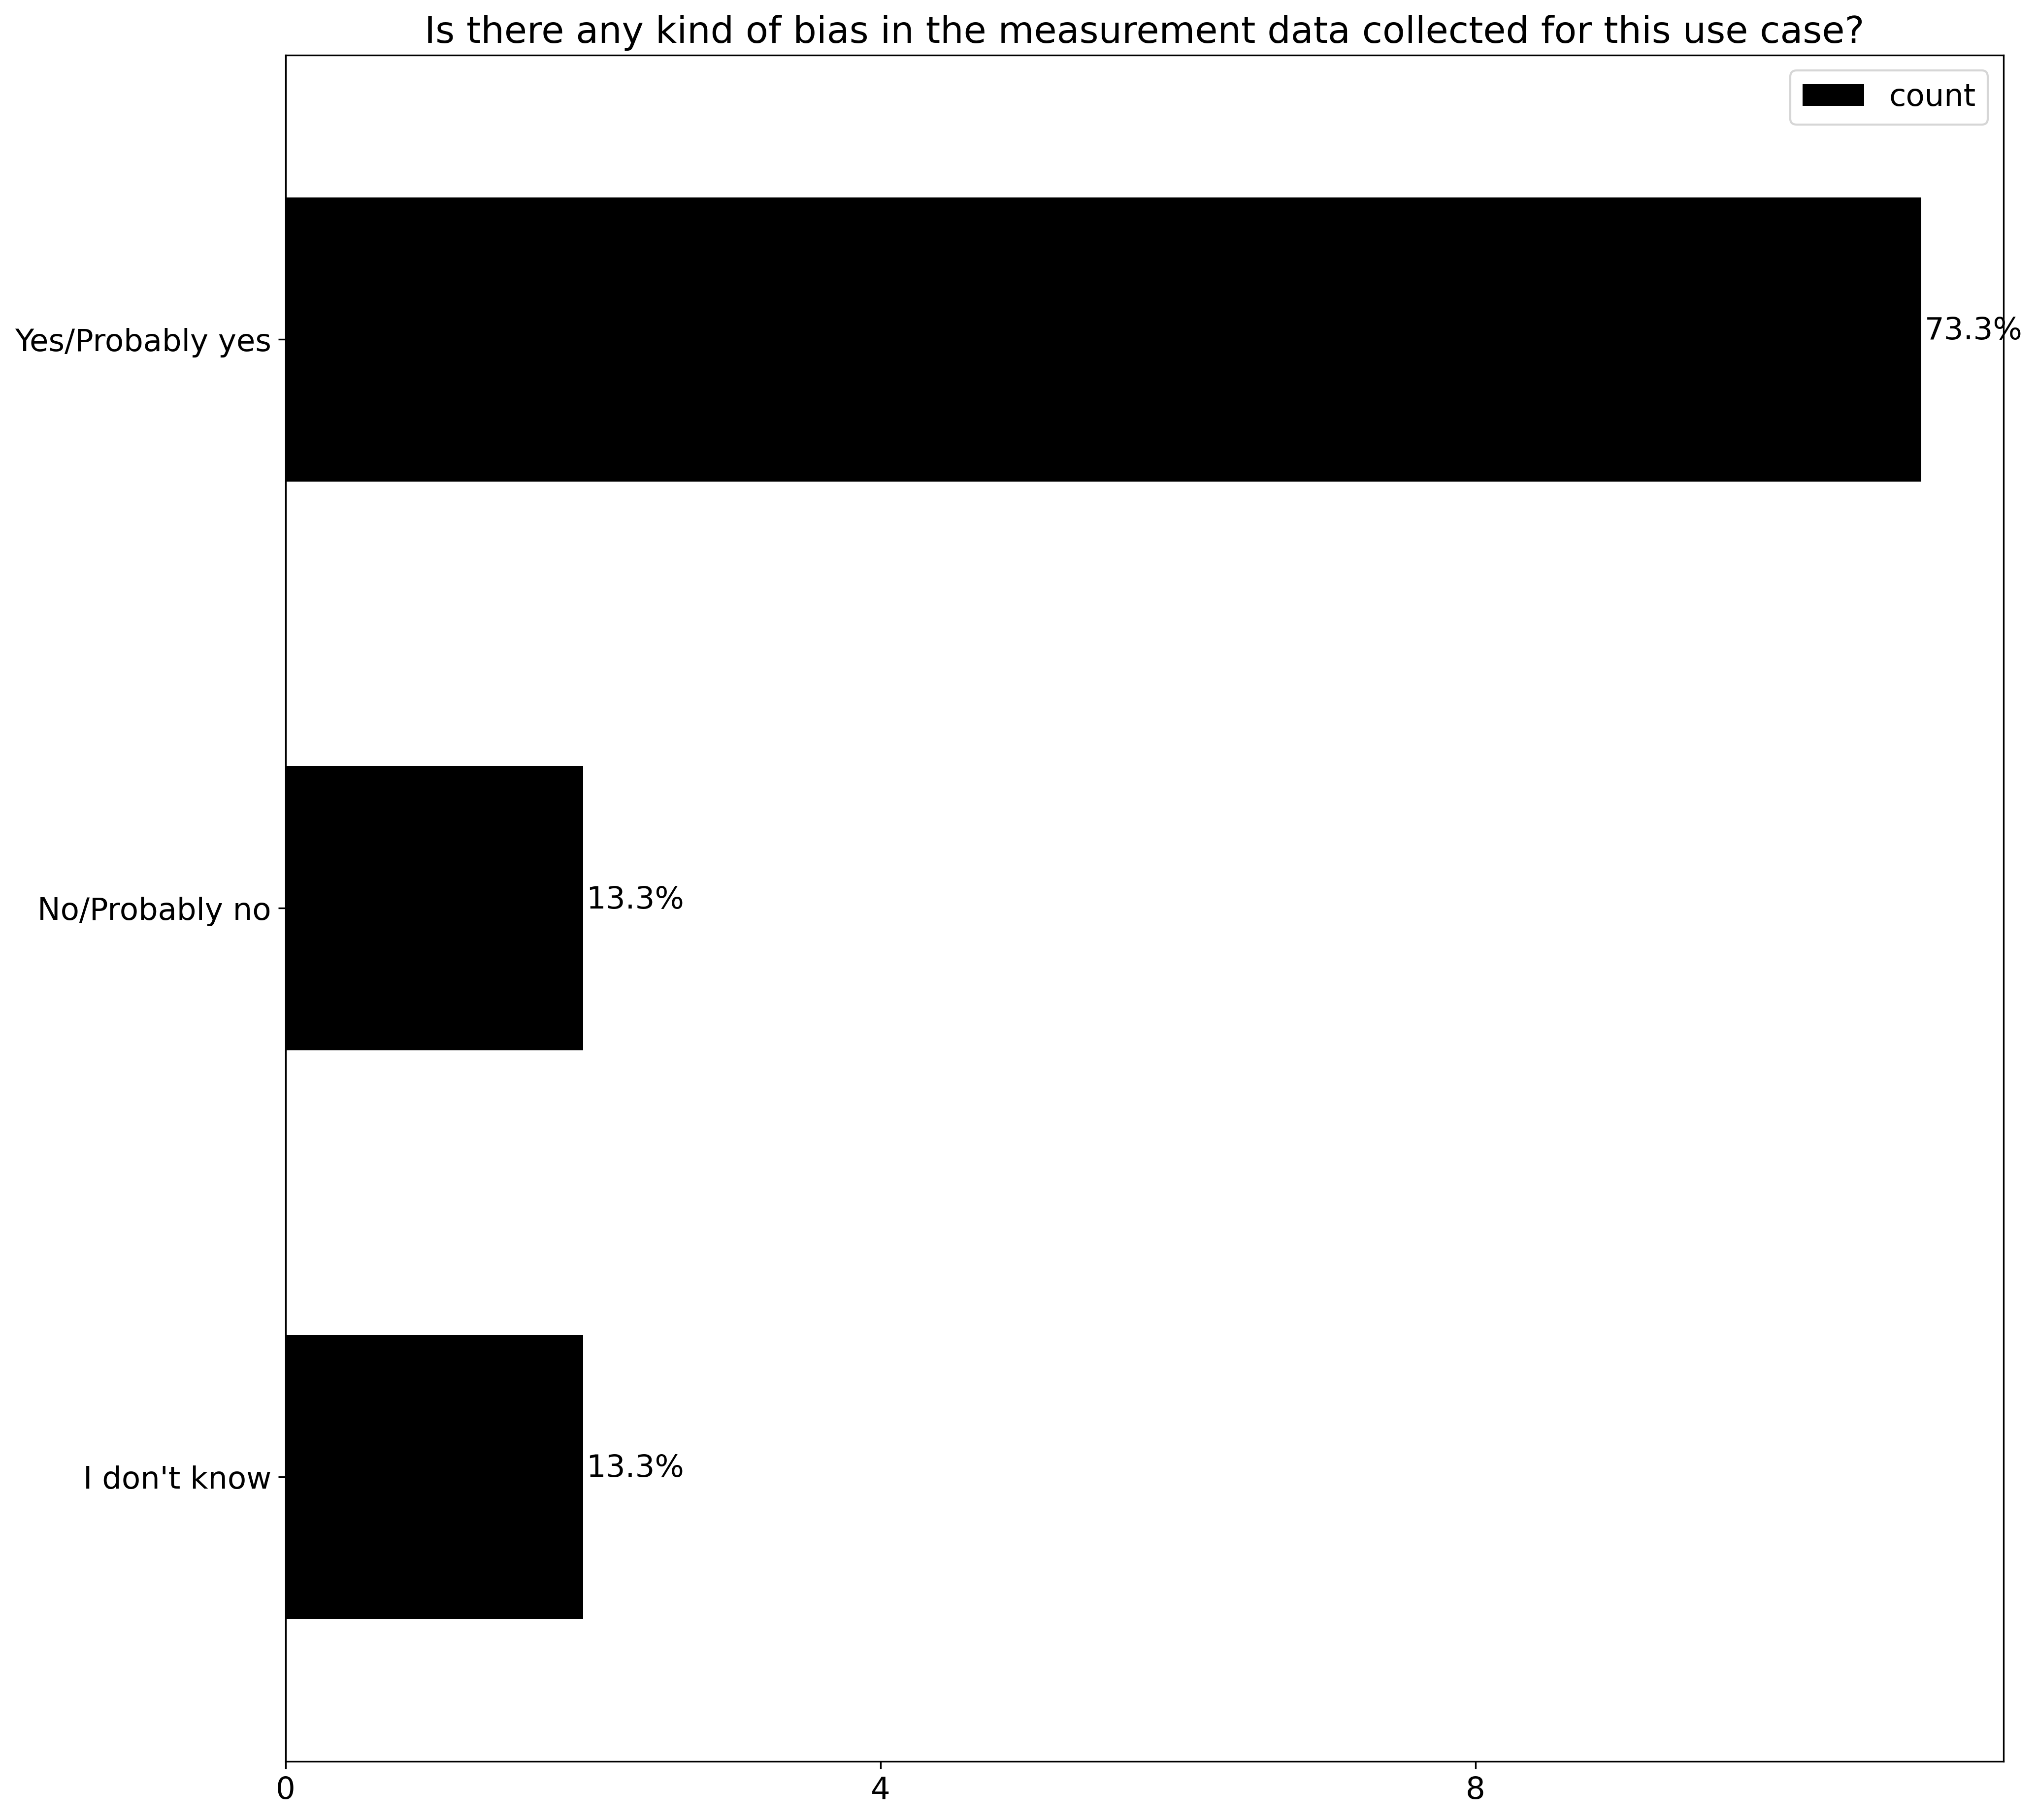 Is there any kind of bias in the measurement data collected for this use case?
count
Yes/Probably yes
73.3%
No/Probably no
13.3%
I don't know
13.3%
0 4 8